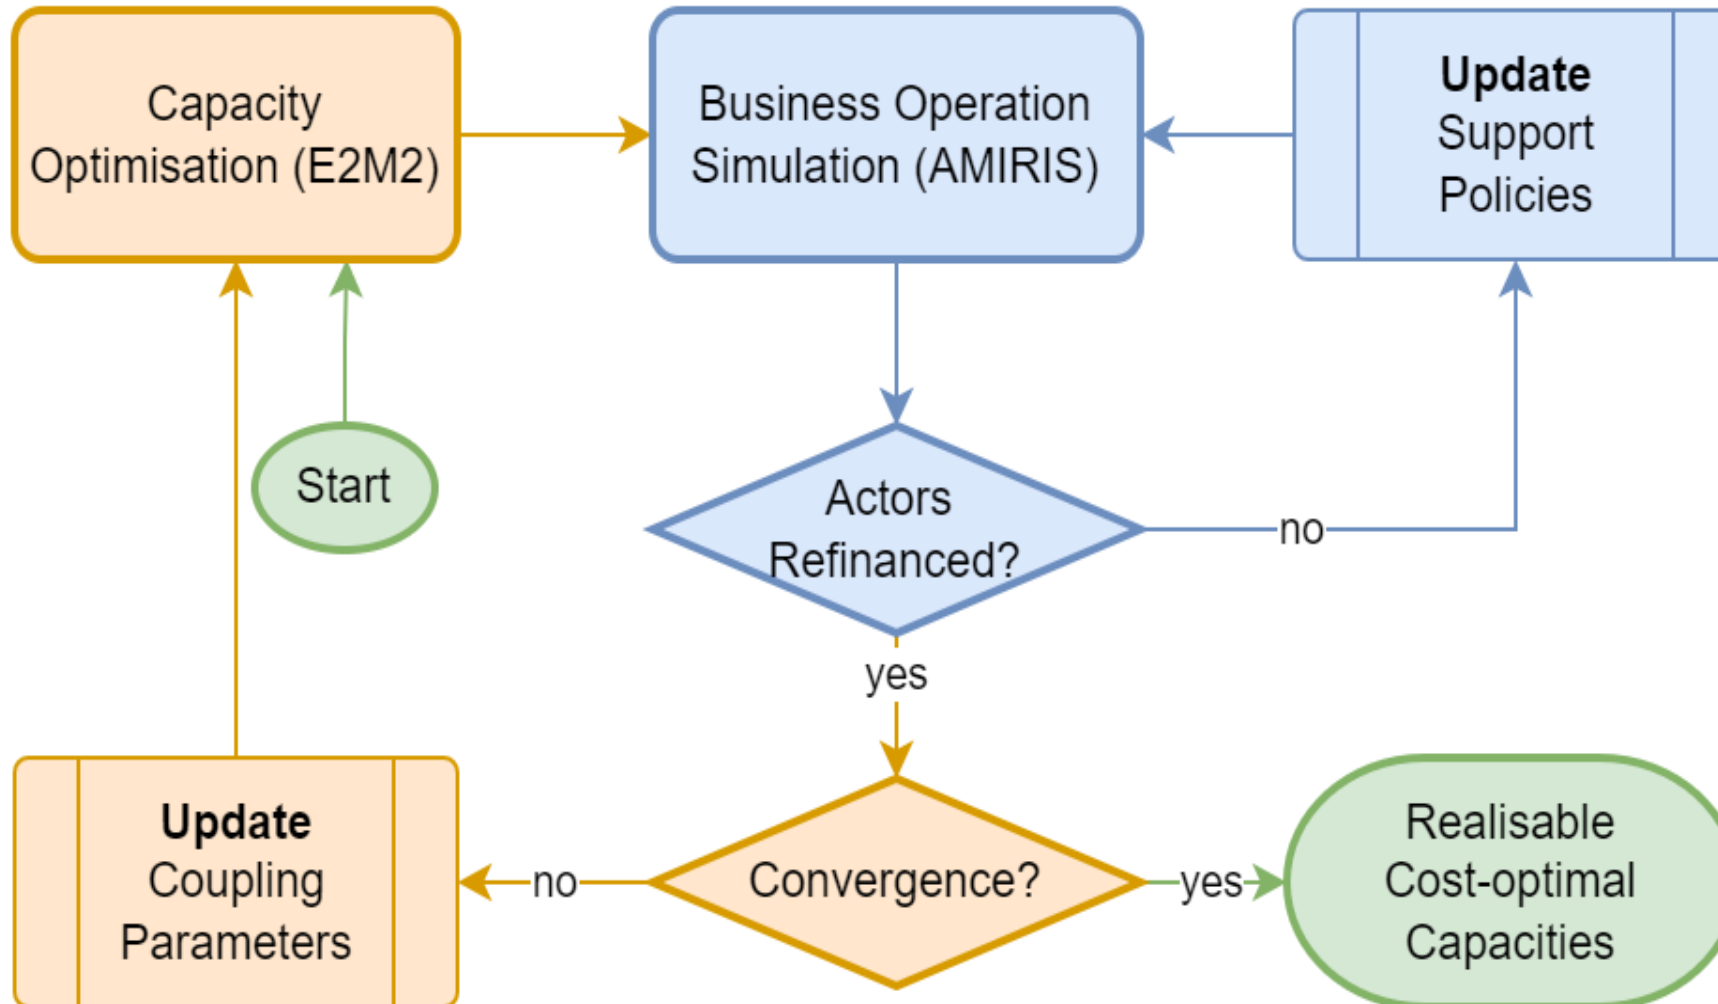 Capacity
Optimisation (E2M2)
Business Operation
Simulation (AMIRIS)
Update
Support
Policies
Start
Actors
Refinanced?
no
yes
Update
Coupling
Parameters
no
Convergence?
yes
Realisable
Cost-optimal
Capacities